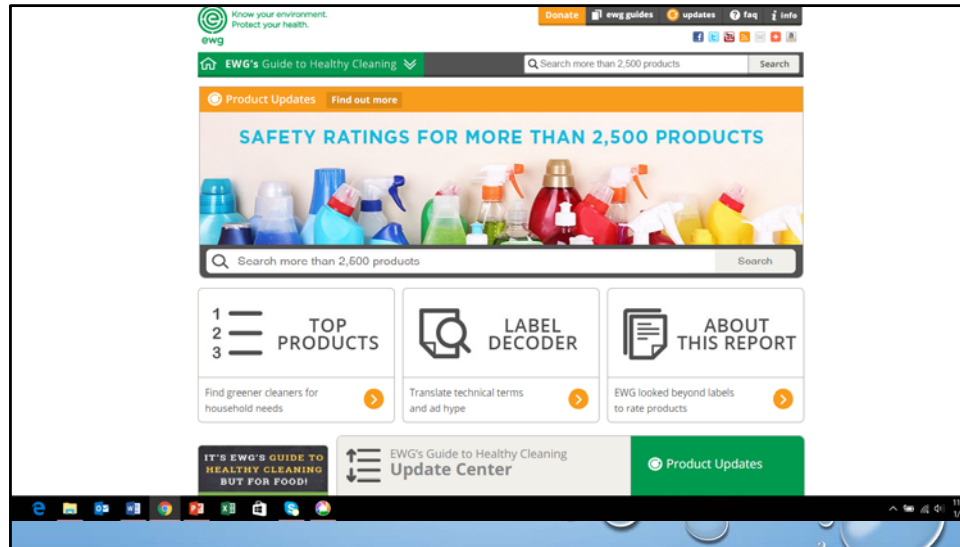 Know your environment.
Protect your health.
ewg
Donate ewg guides updates faq info
EWG's Guide to Healthy Cleaning
Search more than 2,500 products Search
Product Updates Find out more
SAFETY RATINGS FOR MORE THAN 2,500 PRODUCTS
Search more than 2,500 products Search
1
2
3
TOP
PRODUCTS
Find greener cleaners for
household needs
LABEL
DECODER
Translate technical terms
and ad hype
ABOUT
THIS REPORT
EWG looked beyond labels
to rate products
IT'S EWG'S GUIDE TO
HEALTHY CLEANING
BUT FOR FOOD!
EWG's Guide to Healthy Cleaning
Update Center
Product Updates